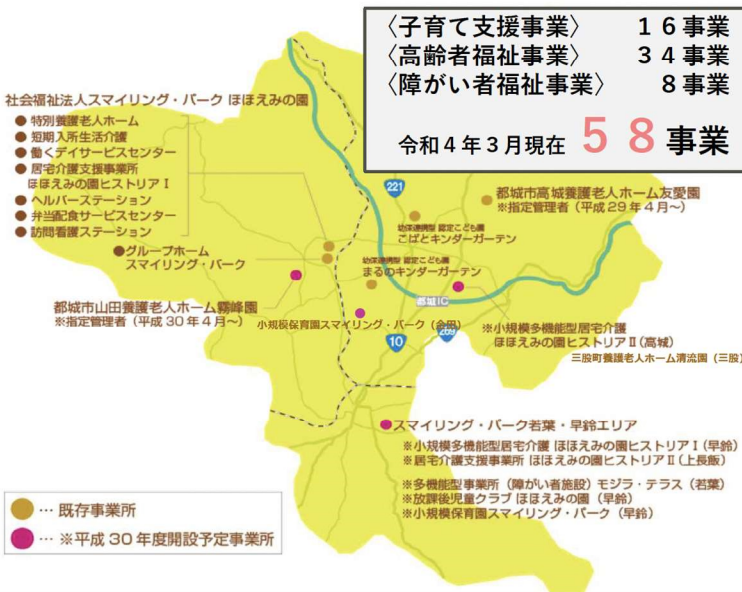 〈子育て支援事業〉 16事業
〈高齢者福祉事業〉 34事業
〈障がい者福祉事業〉 8事業
令和4年3月現在 58事業
社会福祉法人スマイリング・パーク ほほえみの園
● 特別養護老人ホーム
● 短期入所生活介護
● 働くデイサービスセンター
● 居宅介護支援事業所
ほほえみの園ヒストリアⅠ
● ヘルパーステーション
● 弁当配食サービスセンター
● 訪問看護ステーション
●グループホーム
スマイリング・パーク
都城市山田養護老人ホーム霧峰園
※指定管理者（平成30年4月～）
221
都城市高城養護老人ホーム友愛園
※指定管理者（平成29年4月～）
幼保連携型 認定こども園
こばとキンダーガーテン
幼保連携型 認定こども園
まるのキンダーガーテン
都城IC
小規模保育園スマイリング・パーク（金田）
10
269
※小規模多機能型居宅介護
ほほえみの園ヒストリアⅡ(高城)
三股町養護老人ホーム清流園（三股）
スマイリング・パーク若葉・早鈴エリア
※小規模多機能型居宅介護 ほほえみの園ヒストリアⅠ(早鈴)
※居宅介護支援事業所 ほほえみの園ヒストリアⅡ(上長飯)
※多機能型事業所（障がい者施設）モジラ・テラス（若葉）
※放課後児童クラブ ほほえみの園（早鈴）
※小規模保育園スマイリング・パーク（早鈴）
● … 既存事業所
● … ※平成30年度開設予定事業所